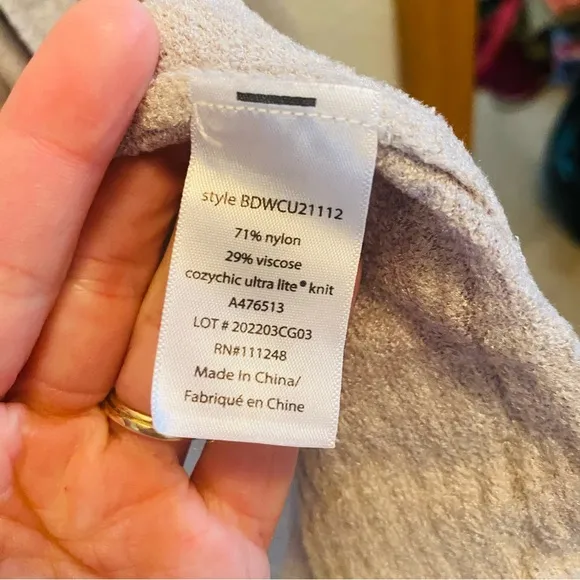 style BDWCU21112
71% nylon
29% viscose
cozychic ultra lite® knit
A476513
LOT # 202203CG03
RN#111248
Made In China/
Fabriqué en Chine